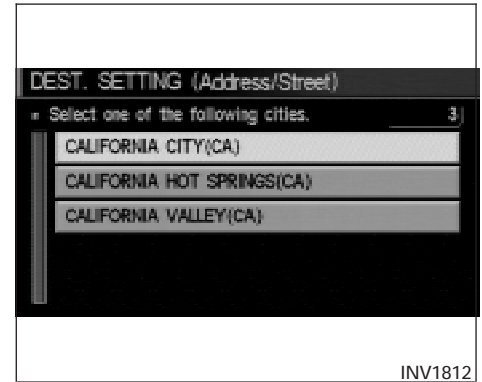 DEST. SETTING (Address/Street)
Select one of the following cities. 3
CALIFORNIA CITY(CA)
CALIFORNIA HOT SPRINGS(CA)
CALIFORNIA VALLEY(CA)
INV1812